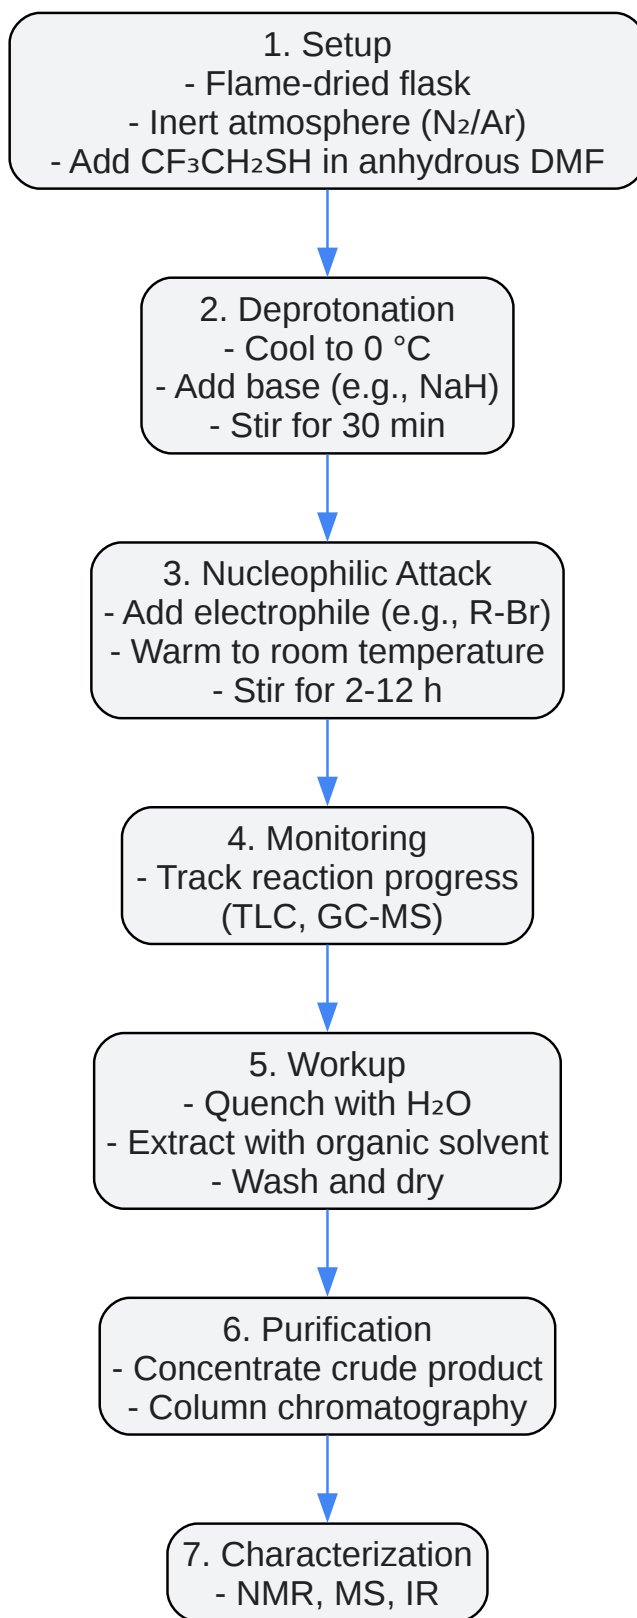 1. Setup
- Flame-dried flask
- Inert atmosphere (N₂/Ar)
- Add CF₃CH₂SH in anhydrous DMF
2. Deprotonation
- Cool to 0 °C
- Add base (e.g., NaH)
- Stir for 30 min
3. Nucleophilic Attack
- Add electrophile (e.g., R-Br)
- Warm to room temperature
- Stir for 2-12 h
4. Monitoring
- Track reaction progress
(TLC, GC-MS)
5. Workup
- Quench with H₂O
- Extract with organic solvent
- Wash and dry
6. Purification
- Concentrate crude product
- Column chromatography
7. Characterization
- NMR, MS, IR